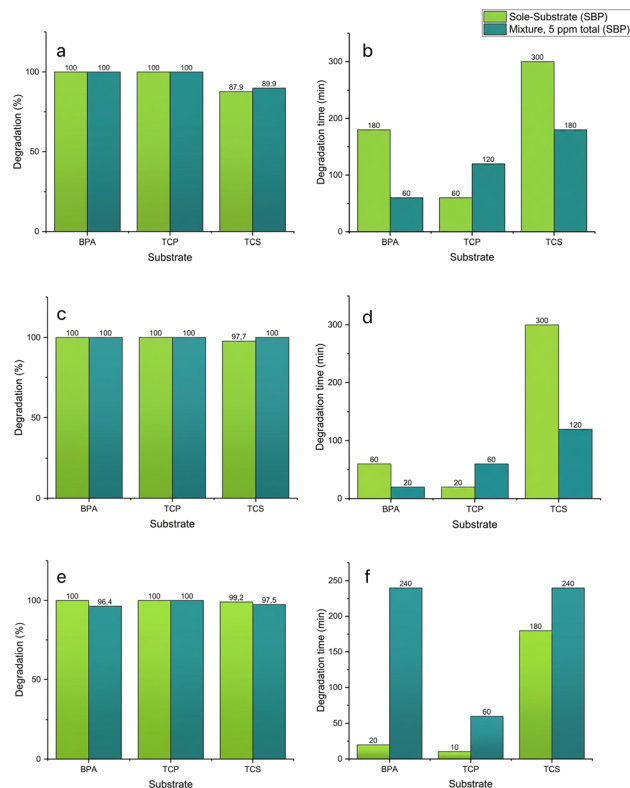 Sole-Substrate (SBP)
Mixture, 5 ppm total (SBP)
a
Degradation (%)
100
50
0
100 100 100 100 87,9 89.9
BPA TCP TCS
Substrate
b
Degradation time (min)
300
200
100
0
180 60 60 120 300 180
BPA TCP TCS
Substrate
c
Degradation (%)
100
50
0
100 100 100 100 97,7 100
BPA TCP TCS
Substrate
d
Degradation time (min)
300
200
100
0
60 20 20 60 300 120
BPA TCP TCS
Substrate
e
Degradation (%)
100
50
0
100 96,4 100 100 99,2 97,5
BPA TCP TCS
Substrate
f
Degradation time (min)
250
200
150
100
50
0
20 240 10 60 180 240
BPA TCP TCS
Substrate